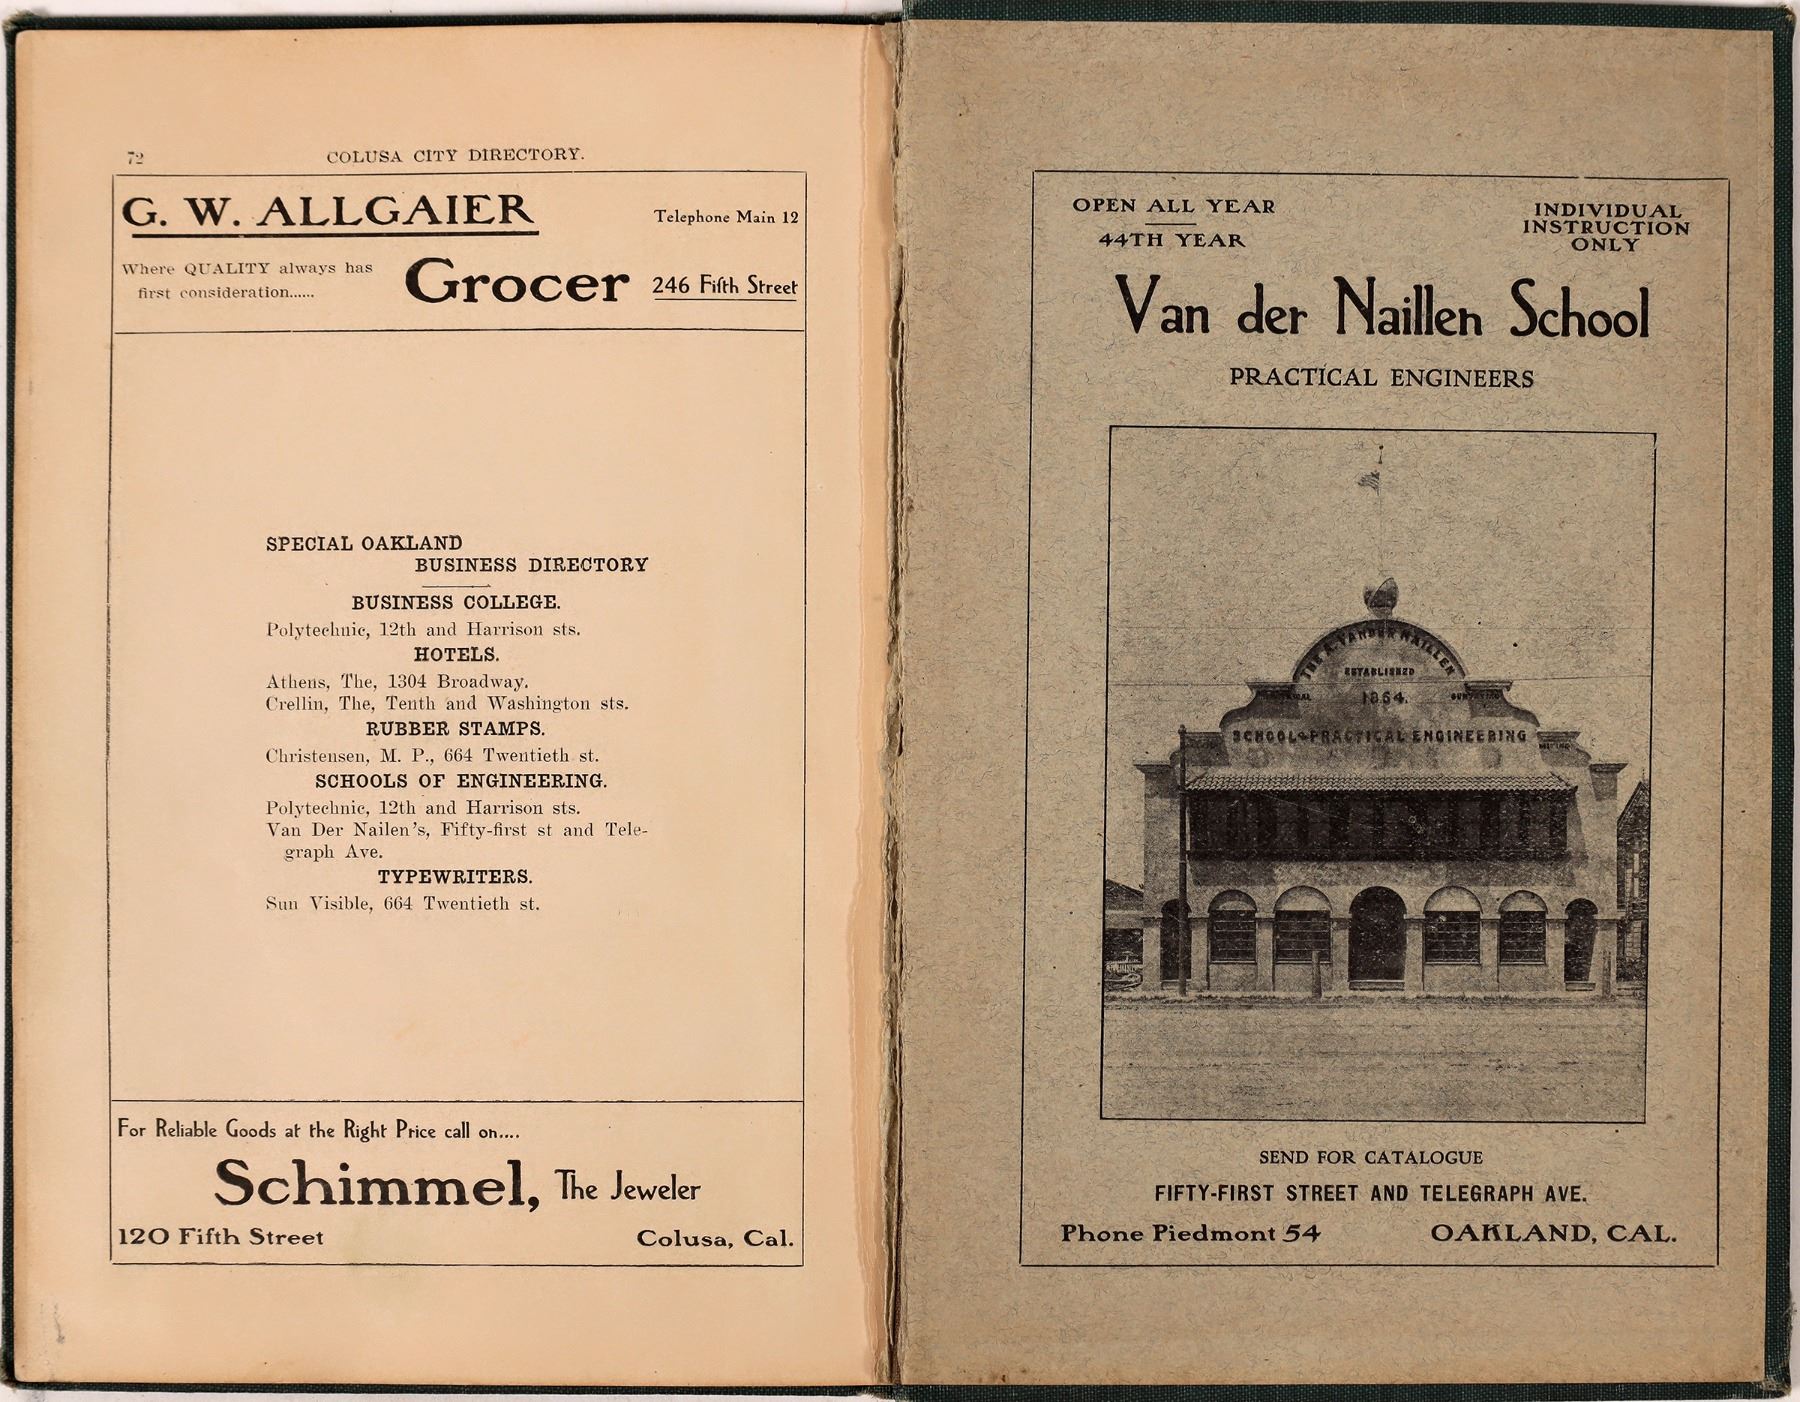 72
COLUSA CITY DIRECTORY.
G. W. ALLGAIER
Telephone Main 12
Where QUALITY always has
first consideration......
Grocer
246 Fifth Street
SPECIAL OAKLAND
BUSINESS DIRECTORY
BUSINESS COLLEGE.
Polytechnic, 12th and Harrison sts.
HOTELS.
Athens, The, 1304 Broadway.
Crellin, The, Tenth and Washington sts.
RUBBER STAMPS.
Christensen, M. P., 664 Twentieth st.
SCHOOLS OF ENGINEERING.
Polytechnic, 12th and Harrison sts.
Van Der Nailen's, Fifty-first st and Tele-
graph Ave.
TYPEWRITERS.
Sun Visible, 664 Twentieth st.
For Reliable Goods at the Right Price call on....
Schimmel, The Jeweler
120 Fifth Street
Colusa, Cal.
OPEN ALL YEAR
44TH YEAR
INDIVIDUAL
INSTRUCTION
ONLY
Van der Naillen School
PRACTICAL ENGINEERS
THE A. VANDER NAILLEN
ESTABLISHED
1864.
SCHOOL OF PRACTICAL ENGINEERING
SEND FOR CATALOGUE
FIFTY-FIRST STREET AND TELEGRAPH AVE.
Phone Piedmont 54
OAKLAND, CAL.